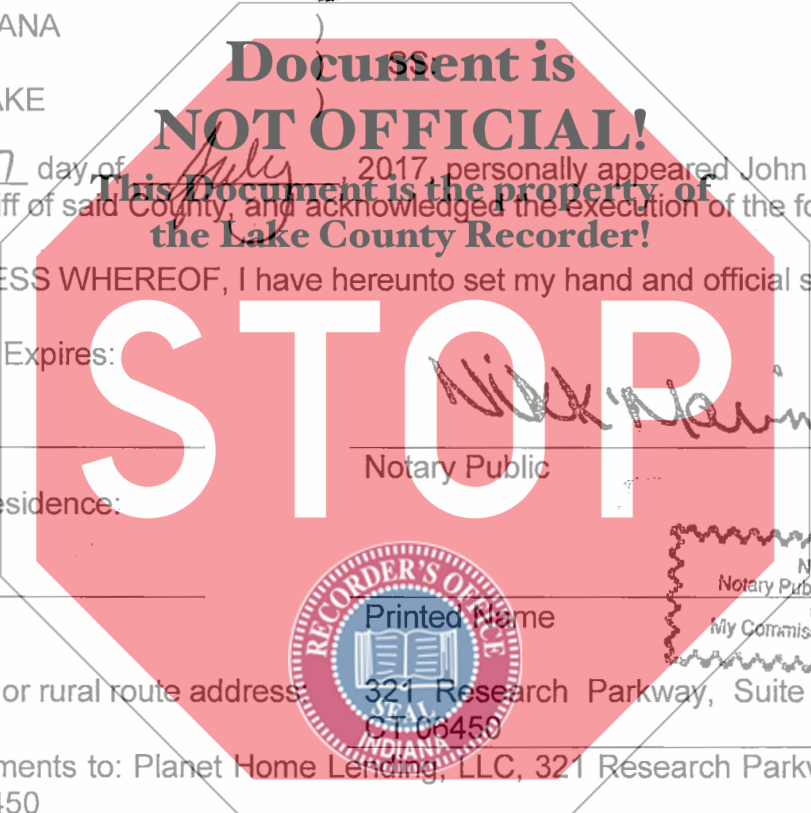 ANA )
Document is
) SS:
AKE )
NOT OFFICIAL!
7 day of July, 2017, personally appeared John
This Document is the property of
iff of said County, and acknowledged the execution of the fo
the Lake County Recorder!
ESS WHEREOF, I have hereunto set my hand and official s
STOP
Expires:
Notary Public
esidence:
RECORDER'S OFFICE
SEAL
INDIANA
N
Notary Pub
My Commiss
Printed Name
or rural route address: 321 Research Parkway, Suite
CT 06450
ments to: Planet Home Lending, LLC, 321 Research Parkw
450